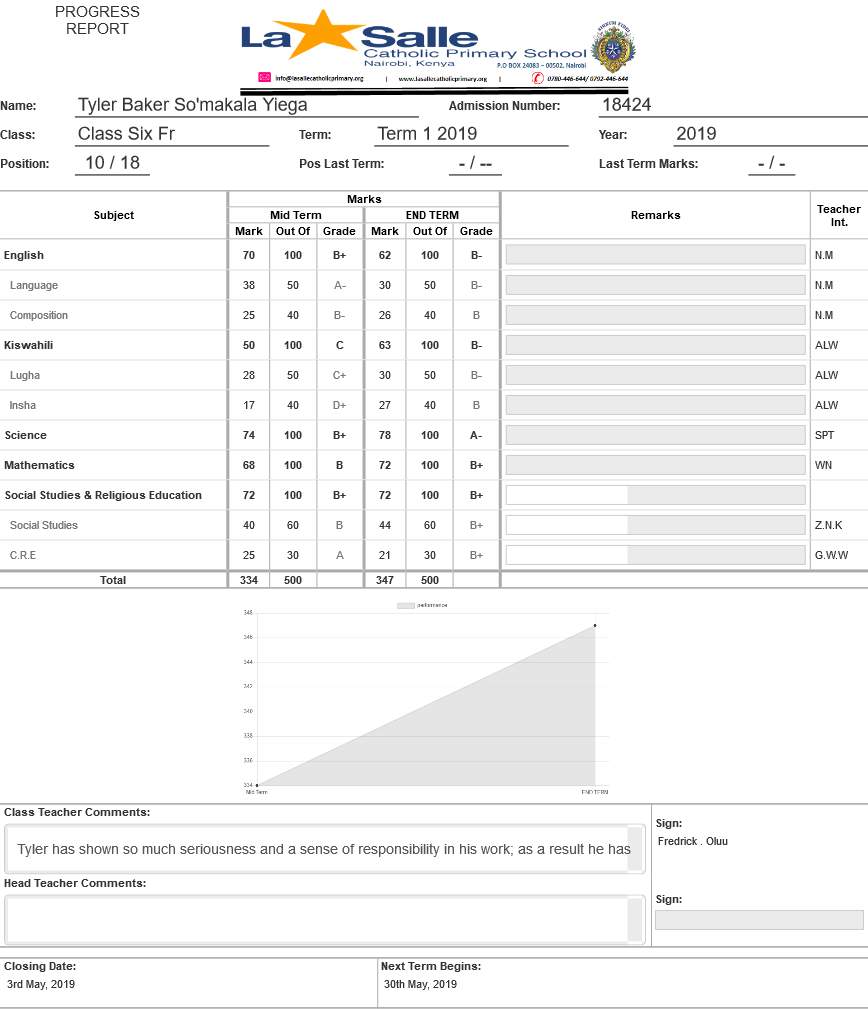 PROGRESS
REPORT
La Salle
Catholic Primary School
Nairobi, Kenya
P.O BOX 24083 – 00502, Nairobi
info@lasallecatholicprimary.org | www.lasallecatholicprimary.org | 0780-446-644/ 0792-446-644
Name: Tyler Baker So'makala Yiega Admission Number: 18424
Class: Class Six Fr Term: Term 1 2019 Year: 2019
Position: 10 / 18 Pos Last Term: - / -- Last Term Marks: - / -
Subject Marks Remarks Teacher Int.
Mid Term END TERM
Mark Out Of Grade Mark Out Of Grade
English 70 100 B+ 62 100 B- N.M
Language 38 50 A- 30 50 B- N.M
Composition 25 40 B- 26 40 B N.M
Kiswahili 50 100 C 63 100 B- ALW
Lugha 28 50 C+ 30 50 B- ALW
Insha 17 40 D+ 27 40 B ALW
Science 74 100 B+ 78 100 A- SPT
Mathematics 68 100 B 72 100 B+ WN
Social Studies & Religious Education 72 100 B+ 72 100 B+
Social Studies 40 60 B 44 60 B+ Z.N.K
C.R.E 25 30 A 21 30 B+ G.W.W
Total 334 500 347 500
performance
348
346
344
342
340
338
336
334
Mid Term END TERM
Class Teacher Comments:
Tyler has shown so much seriousness and a sense of responsibility in his work; as a result he has
Sign:
Fredrick . Oluu
Head Teacher Comments:
Sign:
Closing Date: Next Term Begins:
3rd May, 2019 30th May, 2019